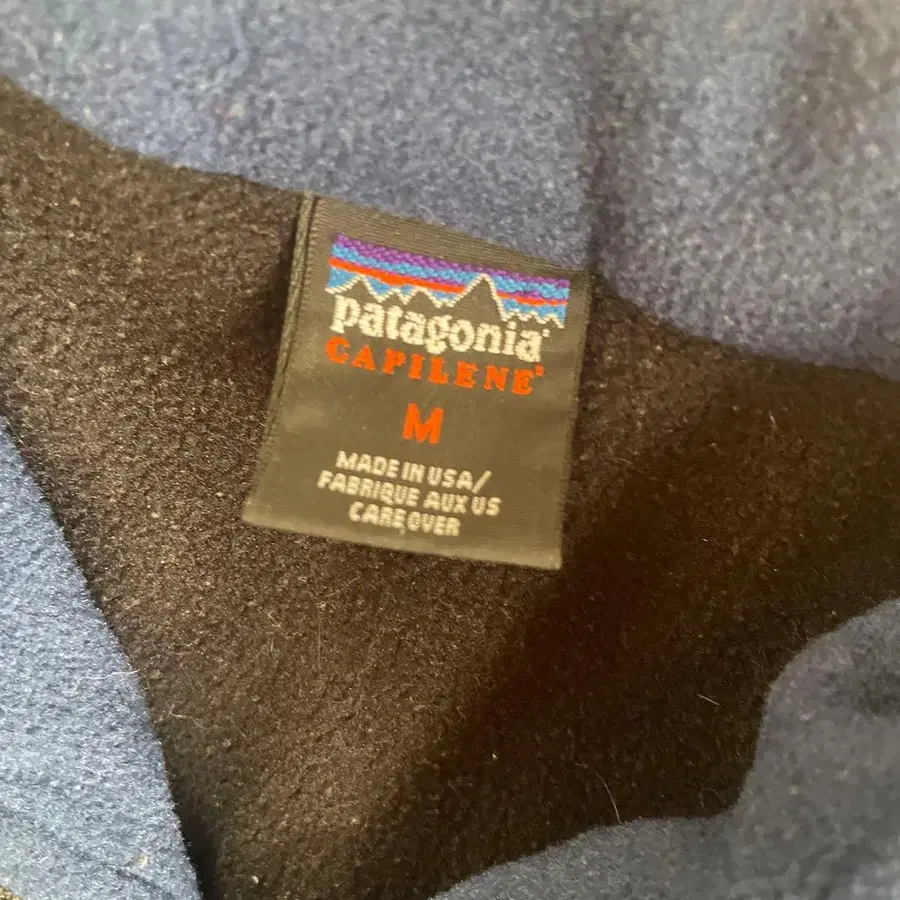 patagonia
CAPILENE®
M
MADE IN USA/
FABRIQUE AUX US
CARE OVER